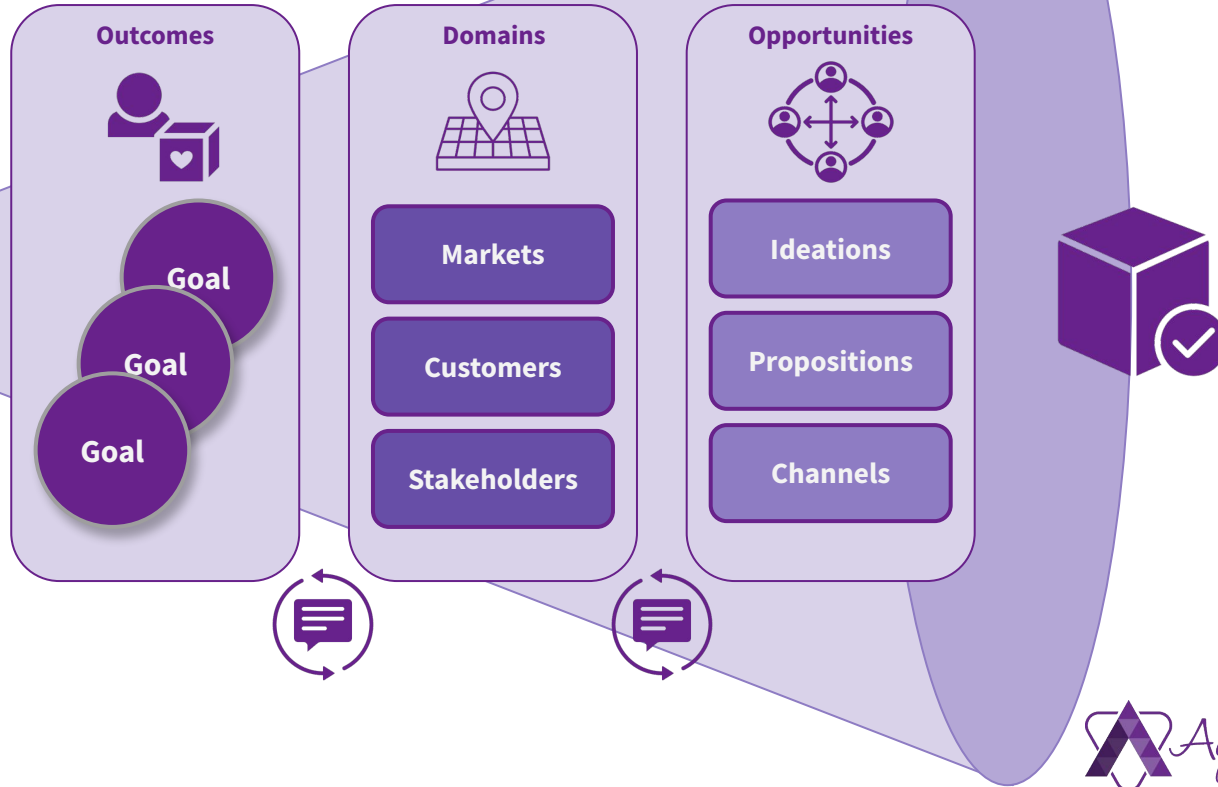 Outcomes
Goal
Goal
Goal
Domains
Markets
Customers
Stakeholders
Opportunities
Ideations
Propositions
Channels